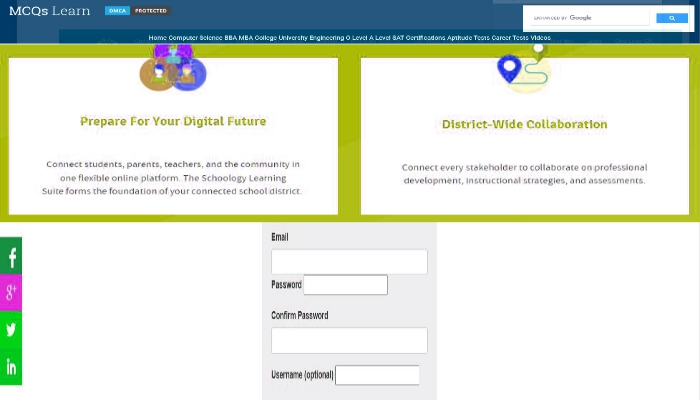 MCQs Learn
DMCA PROTECTED
ENHANCED BY Google
Home Computer Science BBA MBA College University Engineering O Level A Level SAT Certifications Aptitude Tests Career Tests Videos
Prepare For Your Digital Future
Connect students, parents, teachers, and the community in
one flexible online platform. The Schoology Learning
Suite forms the foundation of your connected school district.
District-Wide Collaboration
Connect every stakeholder to collaborate on professional
development, instructional strategies, and assessments.
Email
Password
Confirm Password
Username (optional)